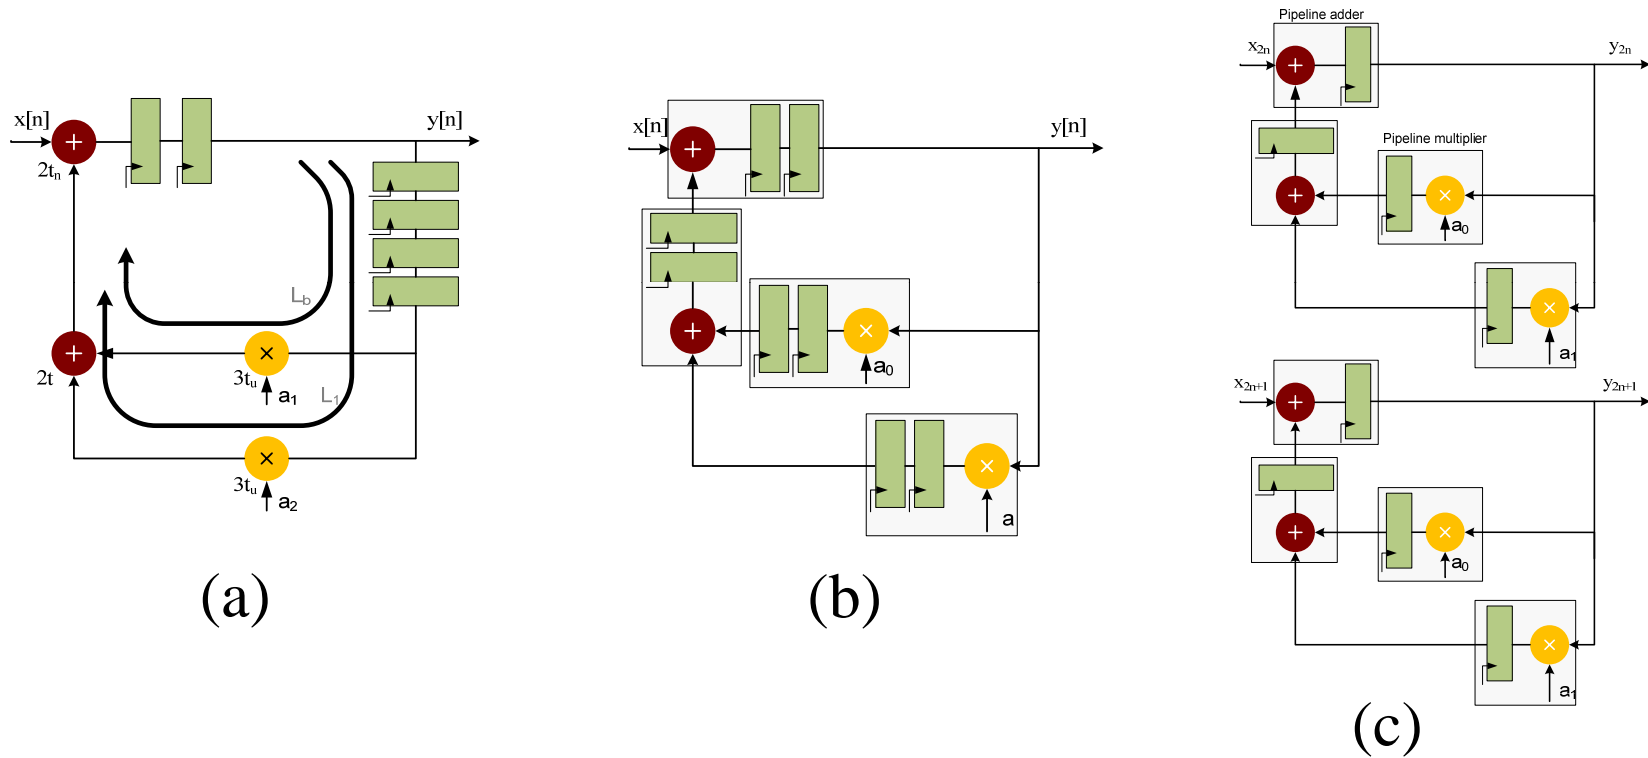 x[n]
y[n]
2tₙ
L_b
2t
3tᵤ
a₁
L₁
3tᵤ
a₂
(a)
x[n]
y[n]
+
a₀
a
(b)
Pipeline adder
x₂ₙ
y₂ₙ
Pipeline multiplier
a₀
a₁
x₂ₙ₊₁
y₂ₙ₊₁
a₀
a₁
(c)